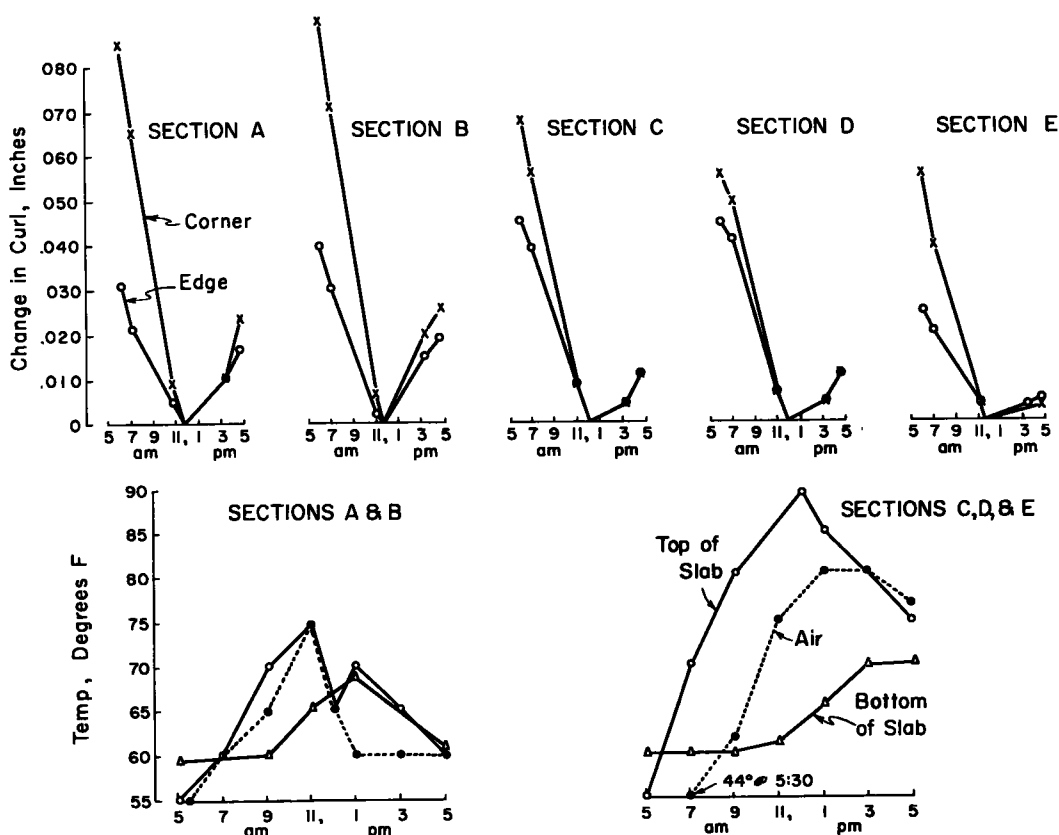 Change in Curl, Inches
080
.070
.060
.050
.040
.030
.020
.010
0
SECTION A
SECTION B
SECTION C
SECTION D
SECTION E
Corner
Edge
5 7 9 11, 1 3 5
am pm
5 7 9 11, 1 3 5
am pm
5 7 9 11, 1 3 5
am pm
5 7 9 11, 1 3 5
am pm
5 7 9 11, 1 3 5
am pm
Temp, Degrees F
90
85
80
75
70
65
60
55
SECTIONS A & B
5 7 9 11, 1 3 5
am pm
SECTIONS C, D, & E
Top of
Slab
Air
Bottom
of Slab
44° @ 5:30
5 7 9 11, 1 3 5
am pm